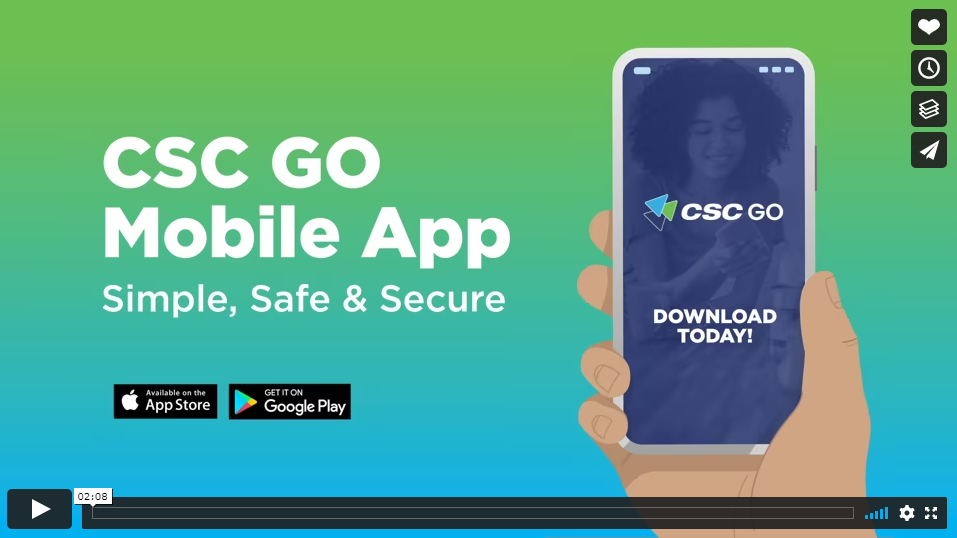 CSC GO
Mobile App
Simple, Safe & Secure
Available on the
App Store
GET IT ON
Google Play
CSC GO
DOWNLOAD
TODAY!
02:08